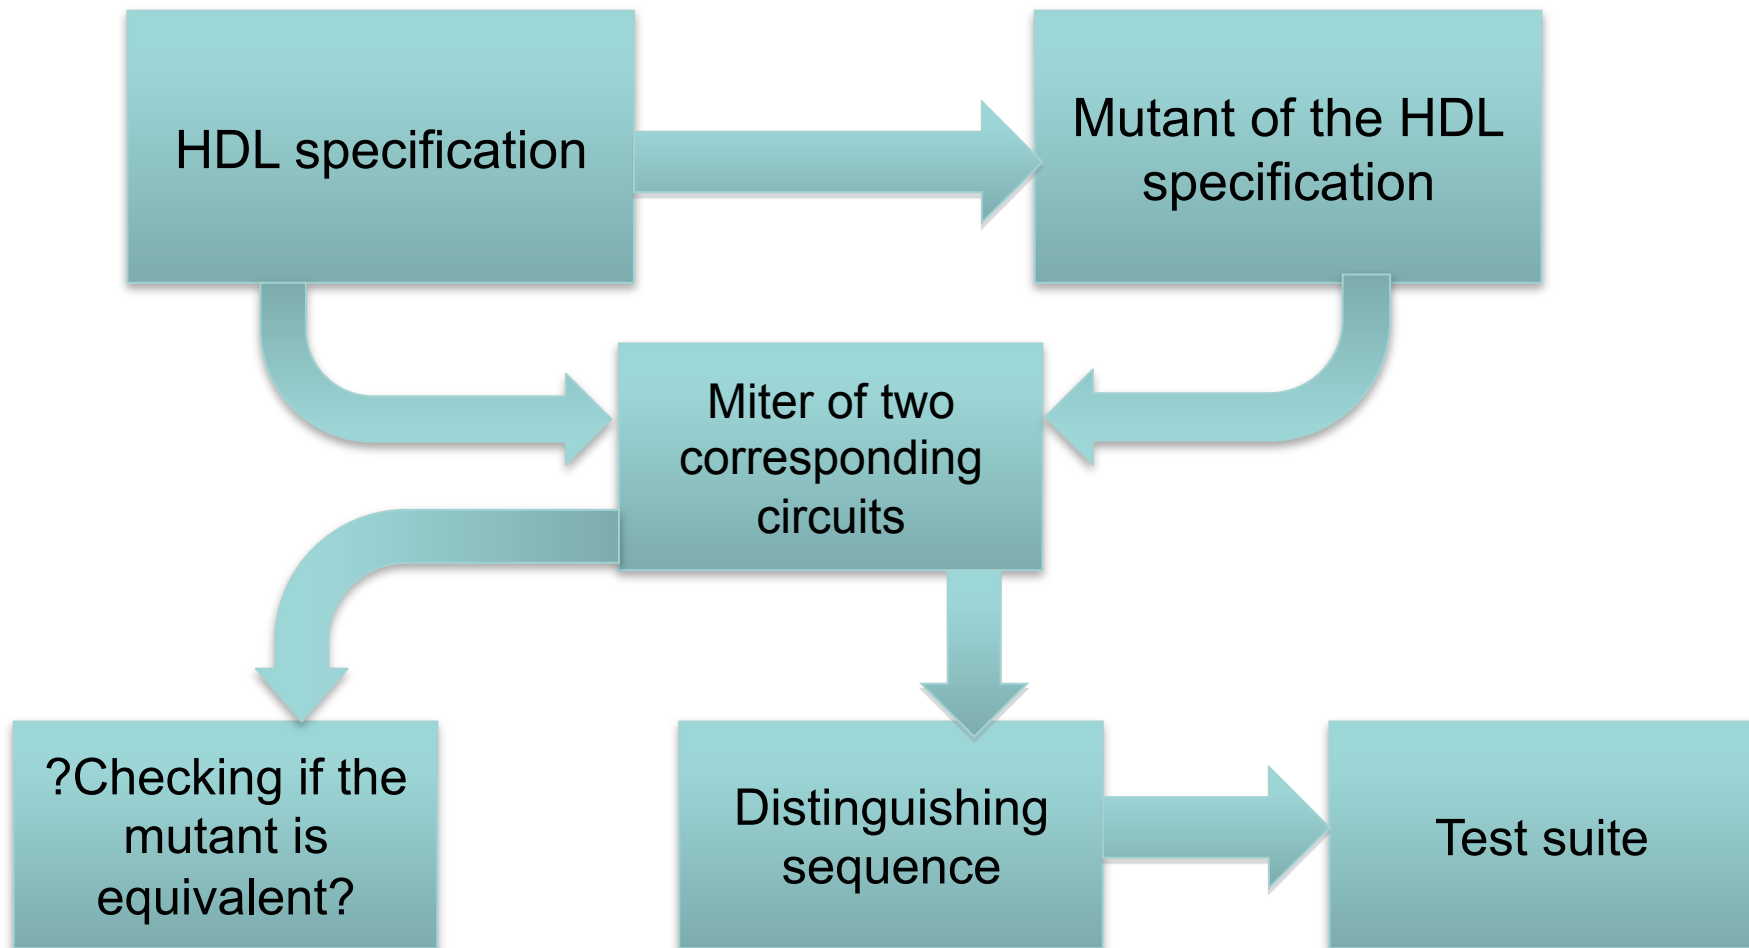 HDL specification
Mutant of the HDL
specification
Miter of two
corresponding
circuits
?Checking if the
mutant is
equivalent?
Distinguishing
sequence
Test suite